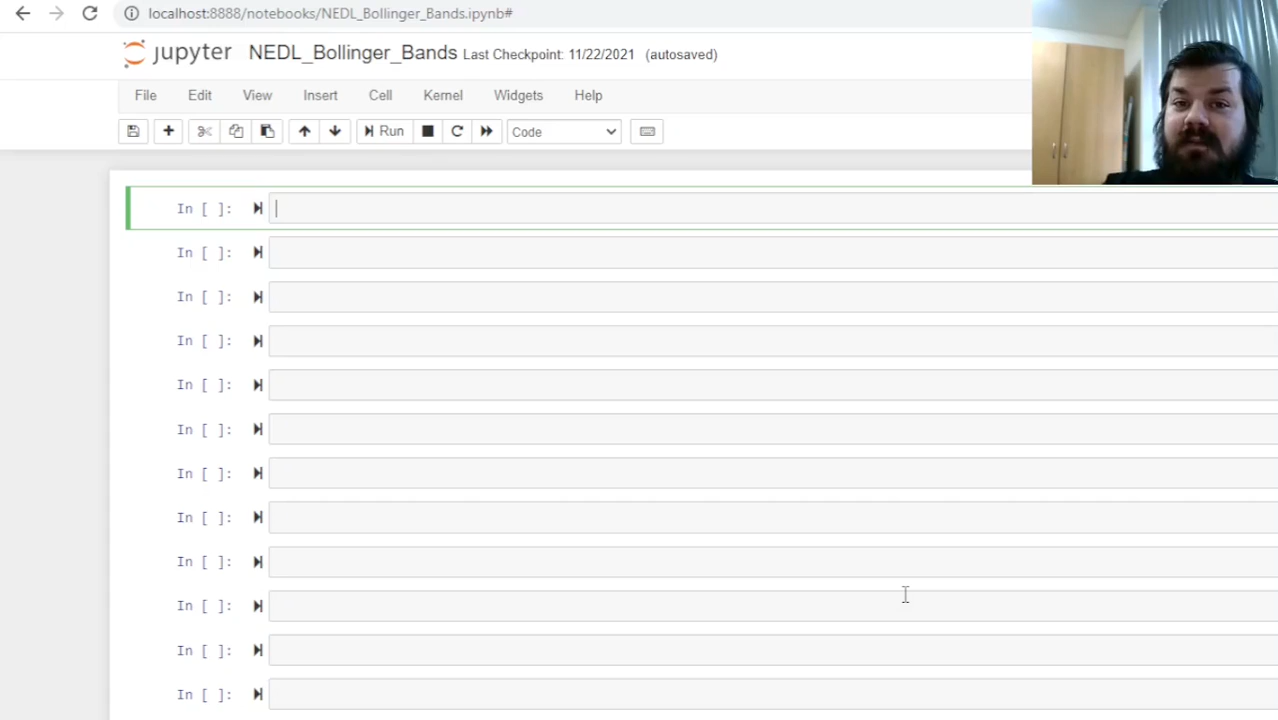 localhost:8888/notebooks/NEDL_Bollinger_Bands.ipynb#
jupyter NEDL_Bollinger_Bands Last Checkpoint: 11/22/2021 (autosaved)
File Edit View Insert Cell Kernel Widgets Help
Run Code
In [ ]:
In [ ]:
In [ ]:
In [ ]:
In [ ]:
In [ ]:
In [ ]:
In [ ]:
In [ ]:
In [ ]:
In [ ]:
In [ ]: